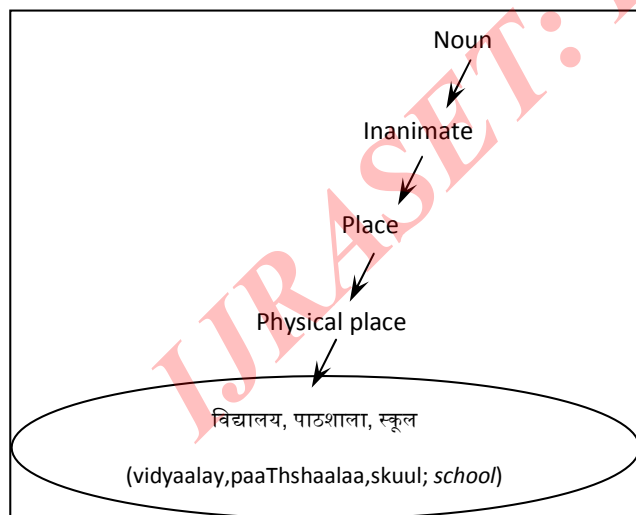 Noun
Inanimate
Place
Physical place
विद्यालय, पाठशाला, स्कूल
(vidyaalay,paaThshaalaa,skuul; school)
IJRASET: